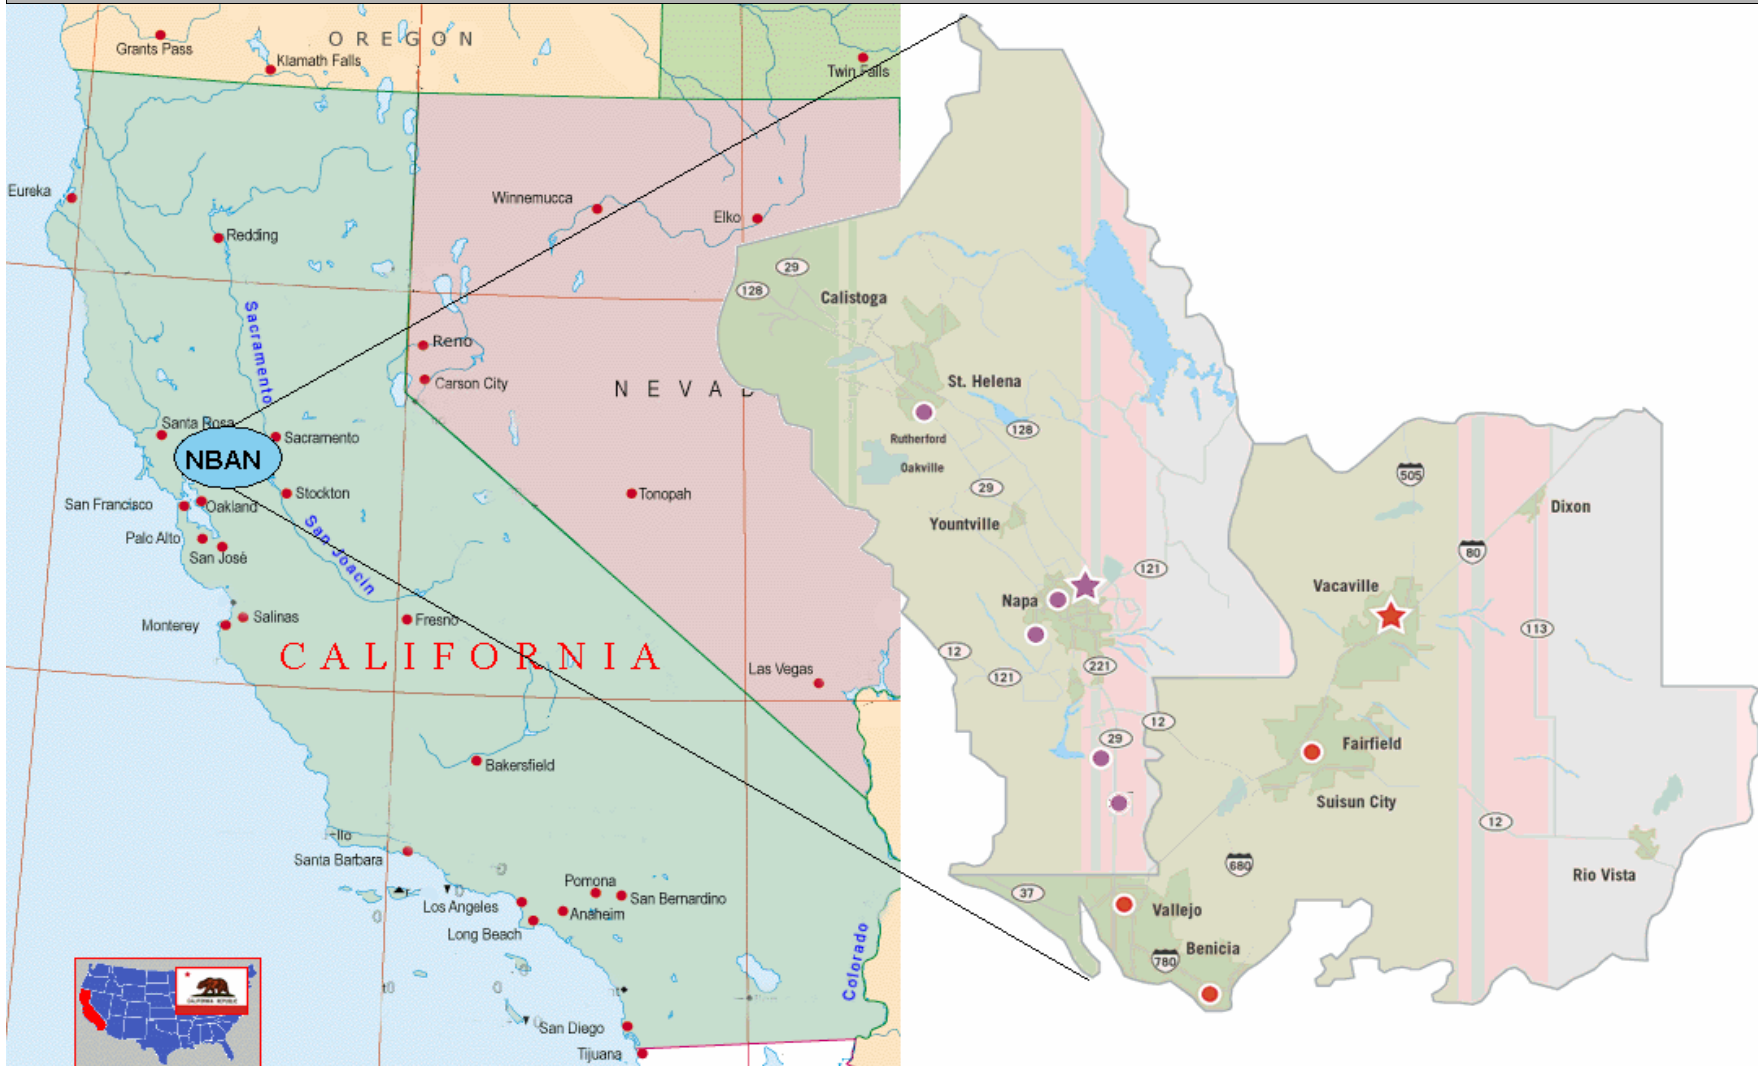 OREGON
Grants Pass
Klamath Falls
Twin Falls
Eureka
Winnemucca
Elko
Redding
Sacramento
Reno
Carson City
NEVAD
Santa Rosa
Sacramento
NBAN
Stockton
San Francisco
Oakland
Palo Alto
San José
San Joacin
Tonopah
Monterey
Salinas
Fresno
CALIFORNIA
Las Vegas
Bakersfield
Santa Barbara
Los Angeles
Pomona
San Bernardino
Anaheim
Long Beach
Colorado
San Diego
Tijuana
CALIFORNIA REPUBLIC
29
128
Calistoga
St. Helena
128
Rutherford
Oakville
29
Yountville
121
Napa
12
121
221
12
29
505
Dixon
80
Vacaville
113
Fairfield
Suisun City
12
680
Rio Vista
37
Vallejo
Benicia
780